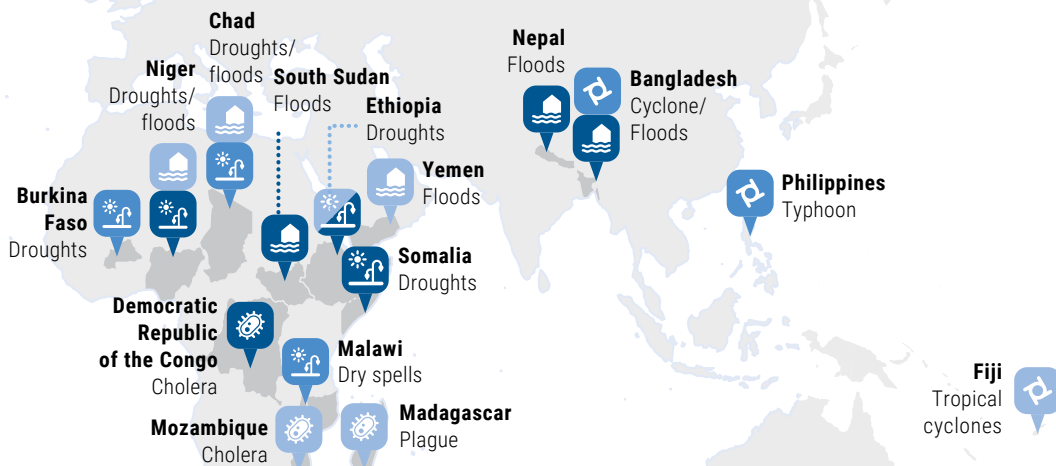 Chad
Droughts/
floods
Niger
Droughts/
floods
South Sudan
Floods
Ethiopia
Droughts
Nepal
Floods
Bangladesh
Cyclone/
Floods
Yemen
Floods
Philippines
Typhoon
Burkina
Faso
Droughts
Somalia
Droughts
Democratic
Republic
of the Congo
Cholera
Malawi
Dry spells
Fiji
Tropical
cyclones
Mozambique
Cholera
Madagascar
Plague